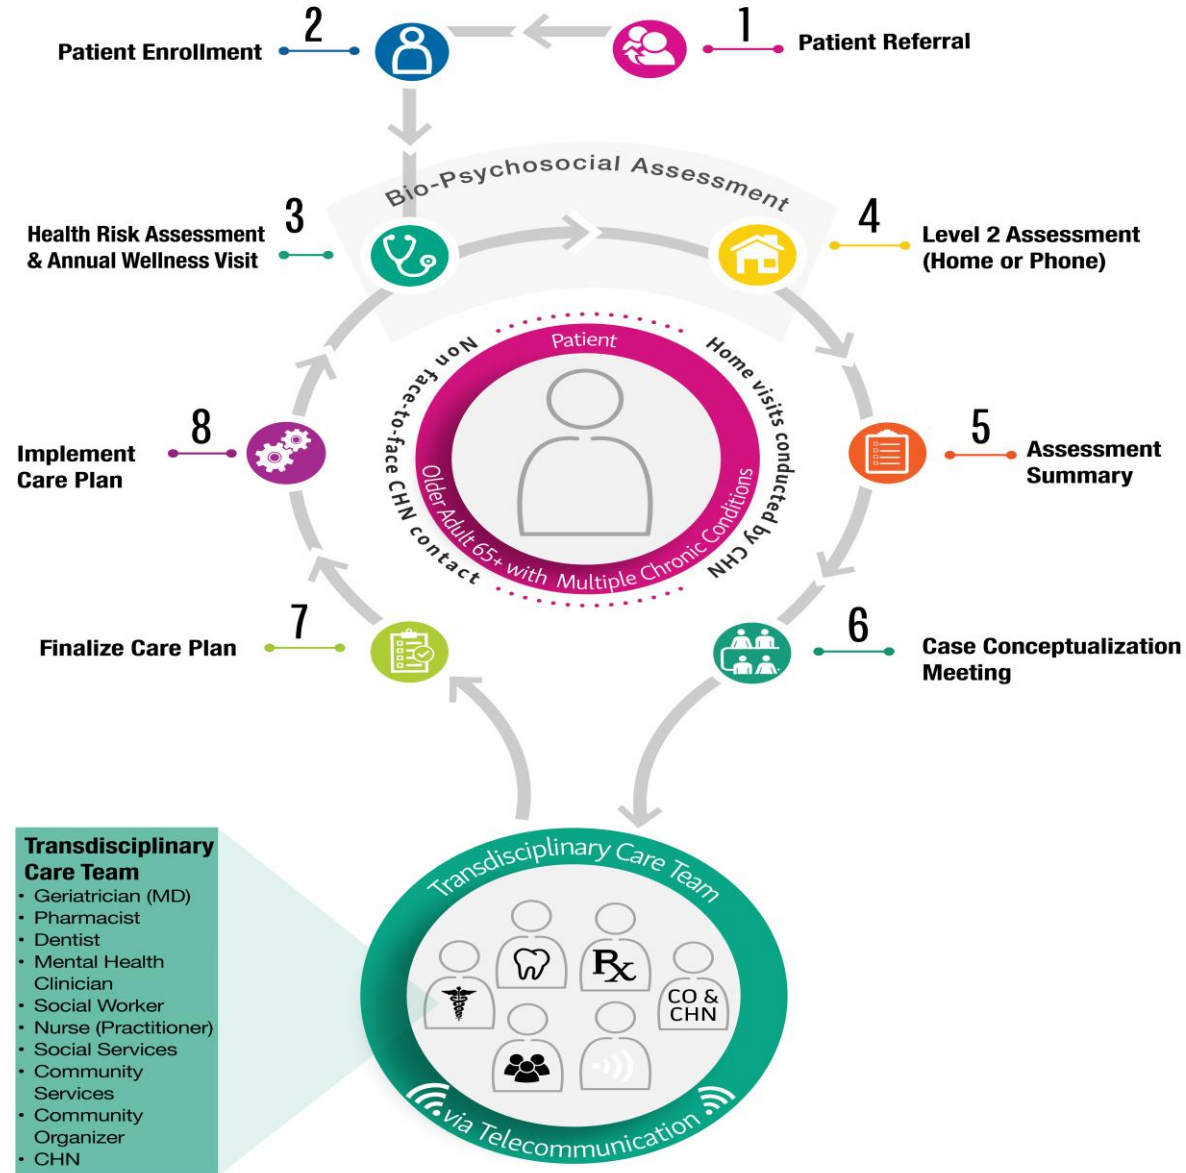 2
Patient Enrollment
1
Patient Referral
Bio-Psychosocial Assessment
3
Health Risk Assessment
& Annual Wellness Visit
4
Level 2 Assessment
(Home or Phone)
Patient
Older Adult 65+ with Multiple Chronic Conditions
Non face-to-face CHN contact
Home visits conducted by CHN
8
Implement
Care Plan
5
Assessment
Summary
7
Finalize Care Plan
6
Case Conceptualization
Meeting
Transdisciplinary
Care Team
• Geriatrician (MD)
• Pharmacist
• Dentist
• Mental Health
Clinician
• Social Worker
• Nurse (Practitioner)
• Social Services
• Community
Services
• Community
Organizer
• CHN
Transdisciplinary Care Team
Rx
CO &
CHN
via Telecommunication